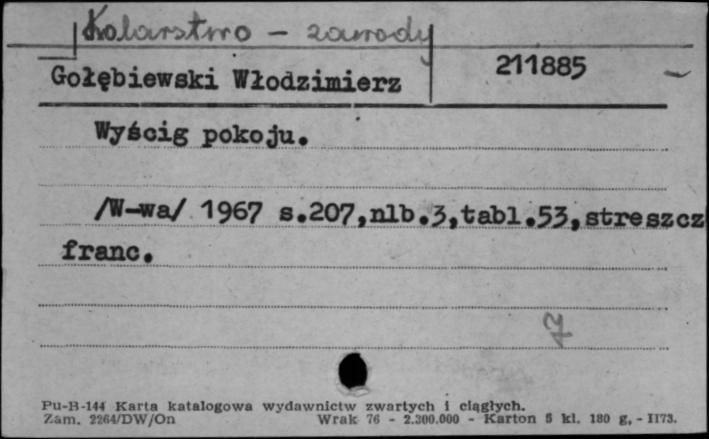 Kolarstwo - zawody
Gołębiewski Włodzimierz 211885
Wyścig pokoju.
/W-wa/ 1967 s.207,nlb.3,tabl.53,streszcz
franc.
Pu-B-144 Karta katalogowa wydawnictw zwartych i ciągłych.
Zam. 2264/DW/On Wrak 76 - 2.300.000 - Karton 5 kl. 180 g. - II73.